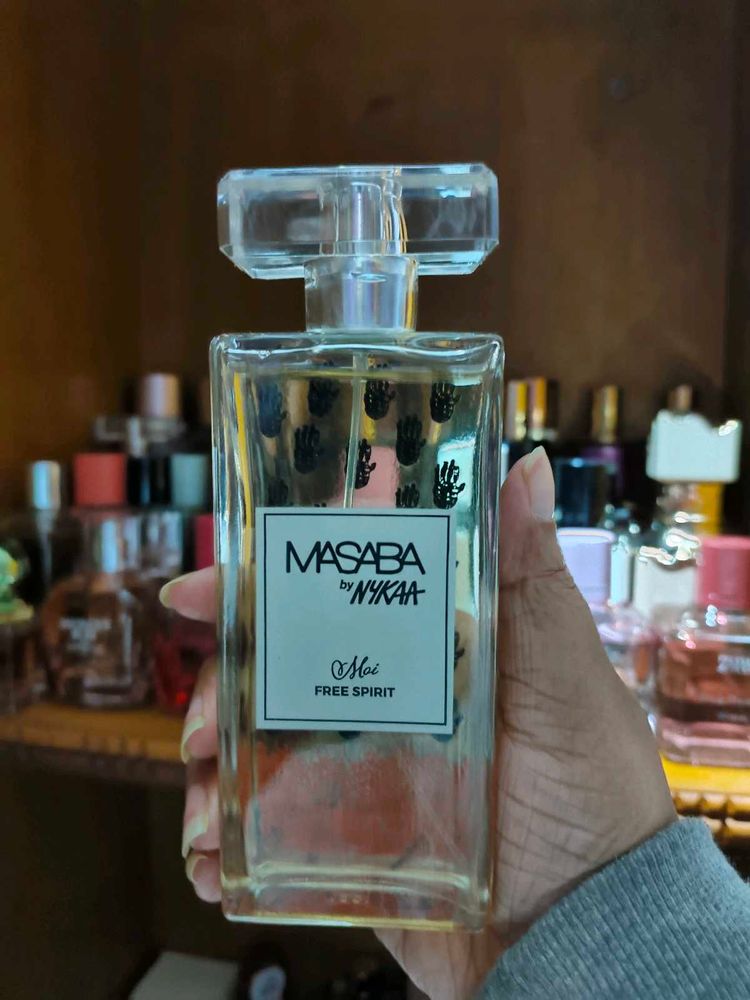 MASABA
by NYKAA
Moi
FREE SPIRIT